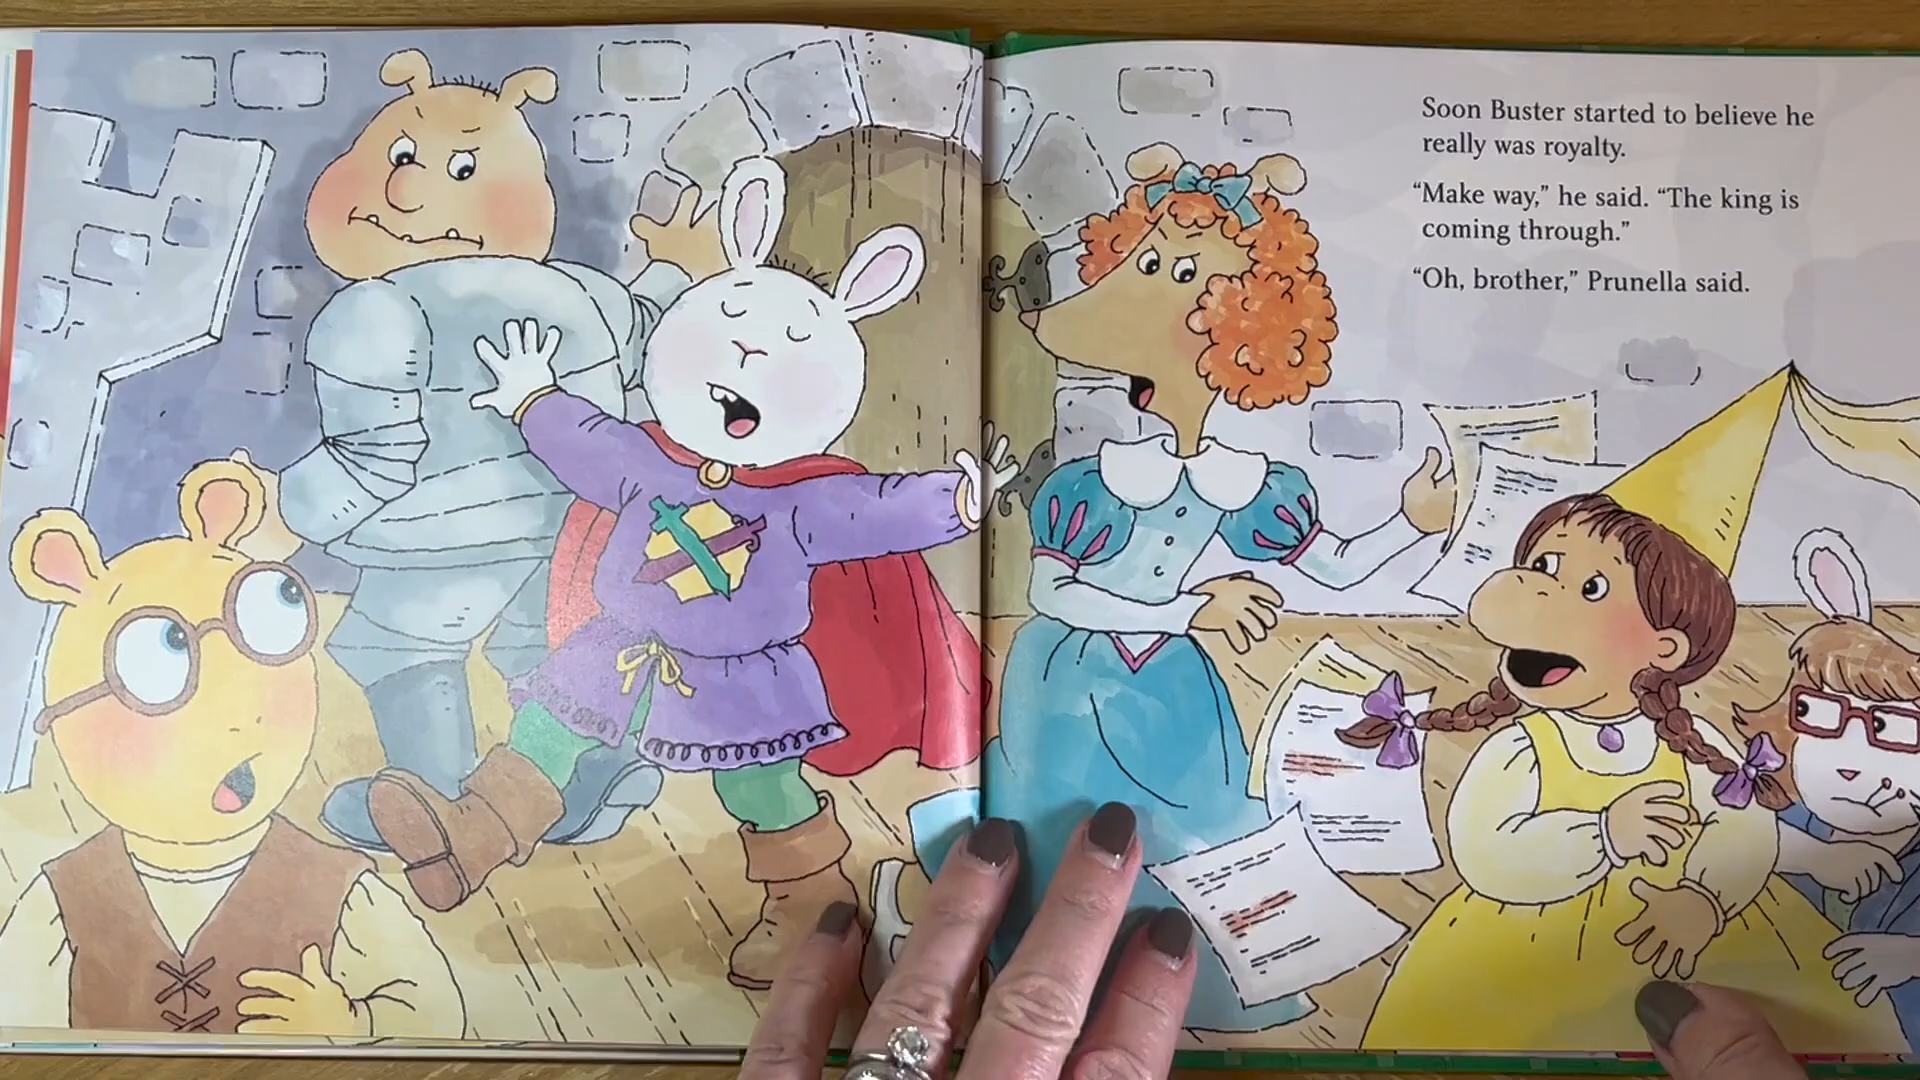 Soon Buster started to believe he
really was royalty.
“Make way,” he said. “The king is
coming through.”
“Oh, brother,” Prunella said.